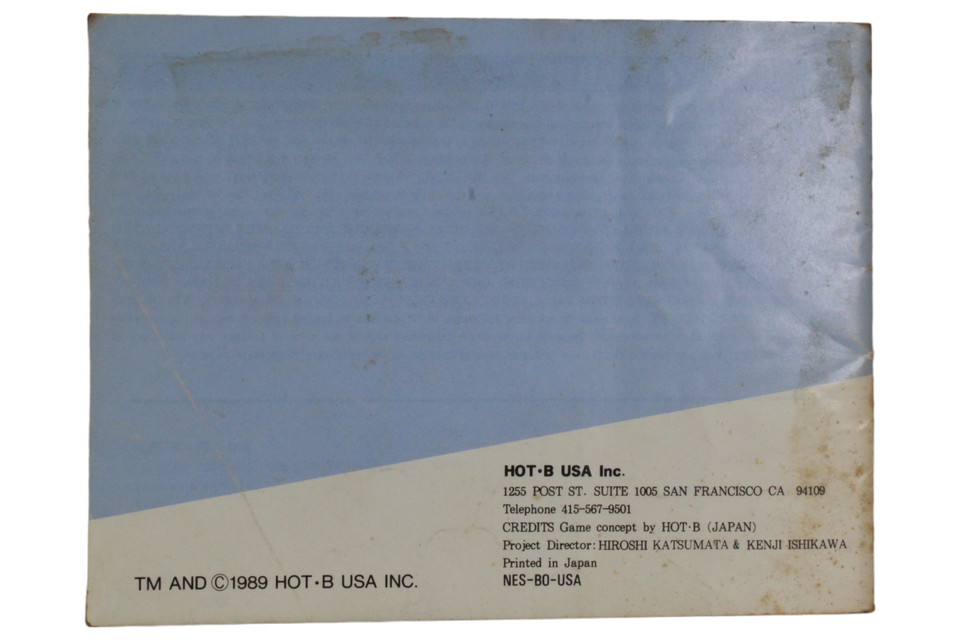 HOT·B USA Inc.
1255 POST ST. SUITE 1005 SAN FRANCISCO CA 94109
Telephone 415-567-9501
CREDITS Game concept by HOT·B (JAPAN)
Project Director: HIROSHI KATSUMATA & KENJI ISHIKAWA
Printed in Japan
NES-BO-USA
TM AND ©1989 HOT·B USA INC.